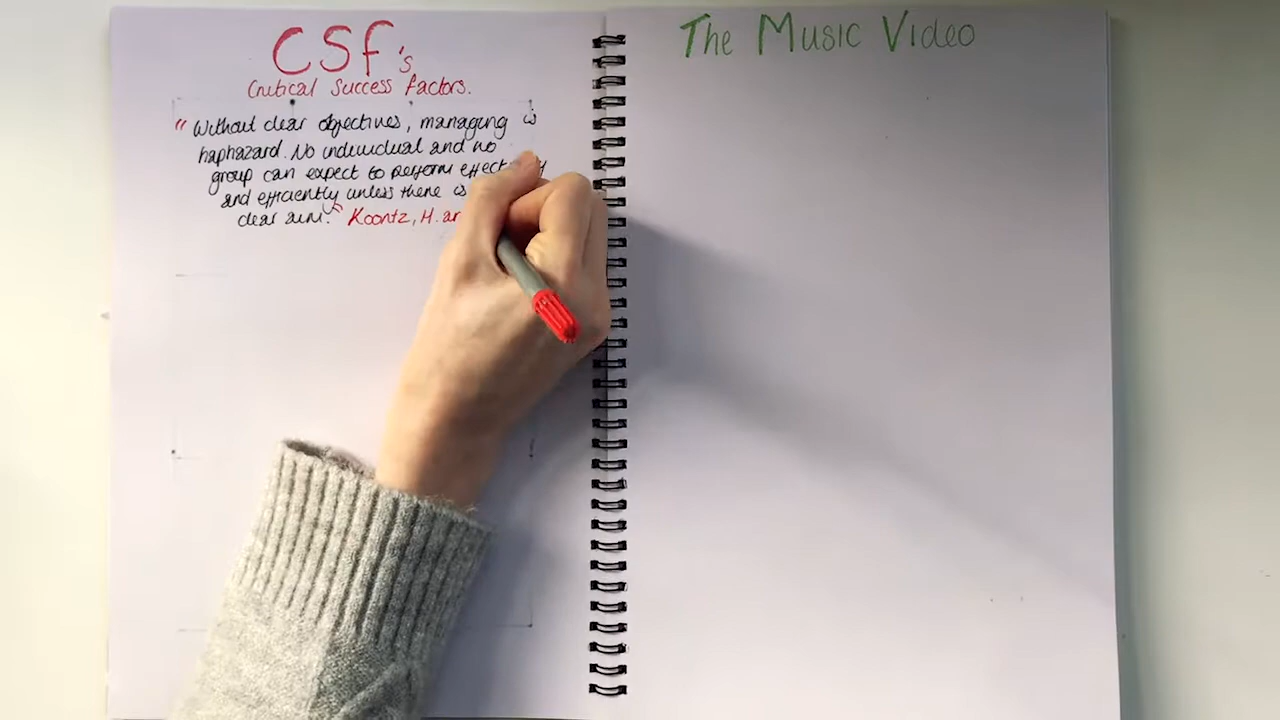 CSF's
Critical Success Factors.
"Without clear objectives, managing is
haphazard. No individual and no
group can expect to perform
and efficiently unless there is
clear aim." Koontz, H.
The Music Video